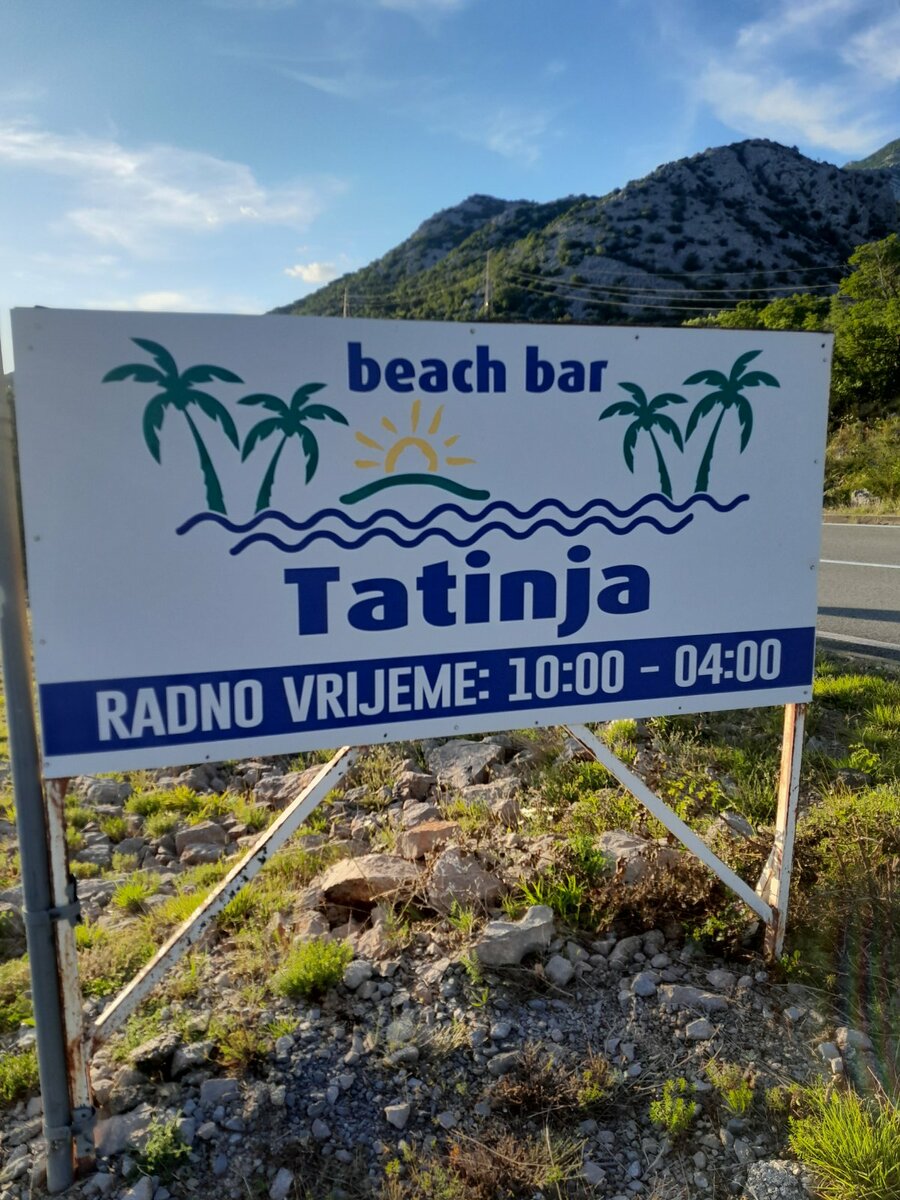 beach bar
Tatinja
RADNO VRIJEME: 10:00 - 04:00